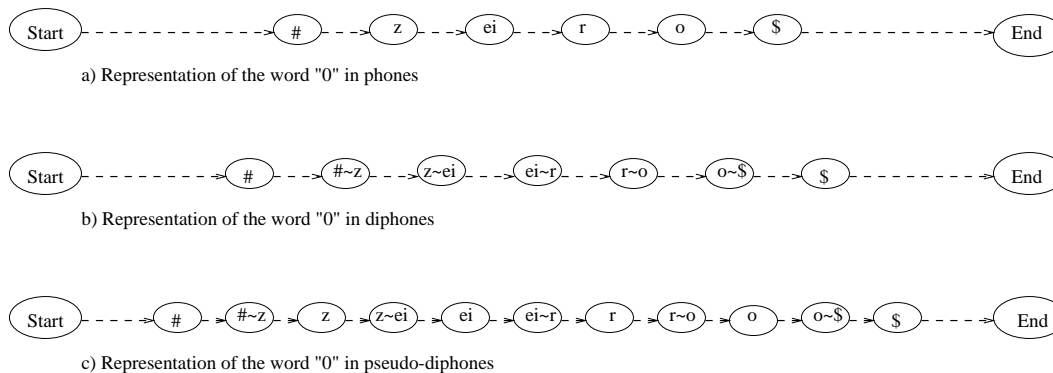 Start # z ei r o $ End
a) Representation of the word "0" in phones
Start # #~z z~ei ei~r r~o o~$ $ End
b) Representation of the word "0" in diphones
Start # #~z z z~ei ei ei~r r r~o o o~$ $ End
c) Representation of the word "0" in pseudo-diphones